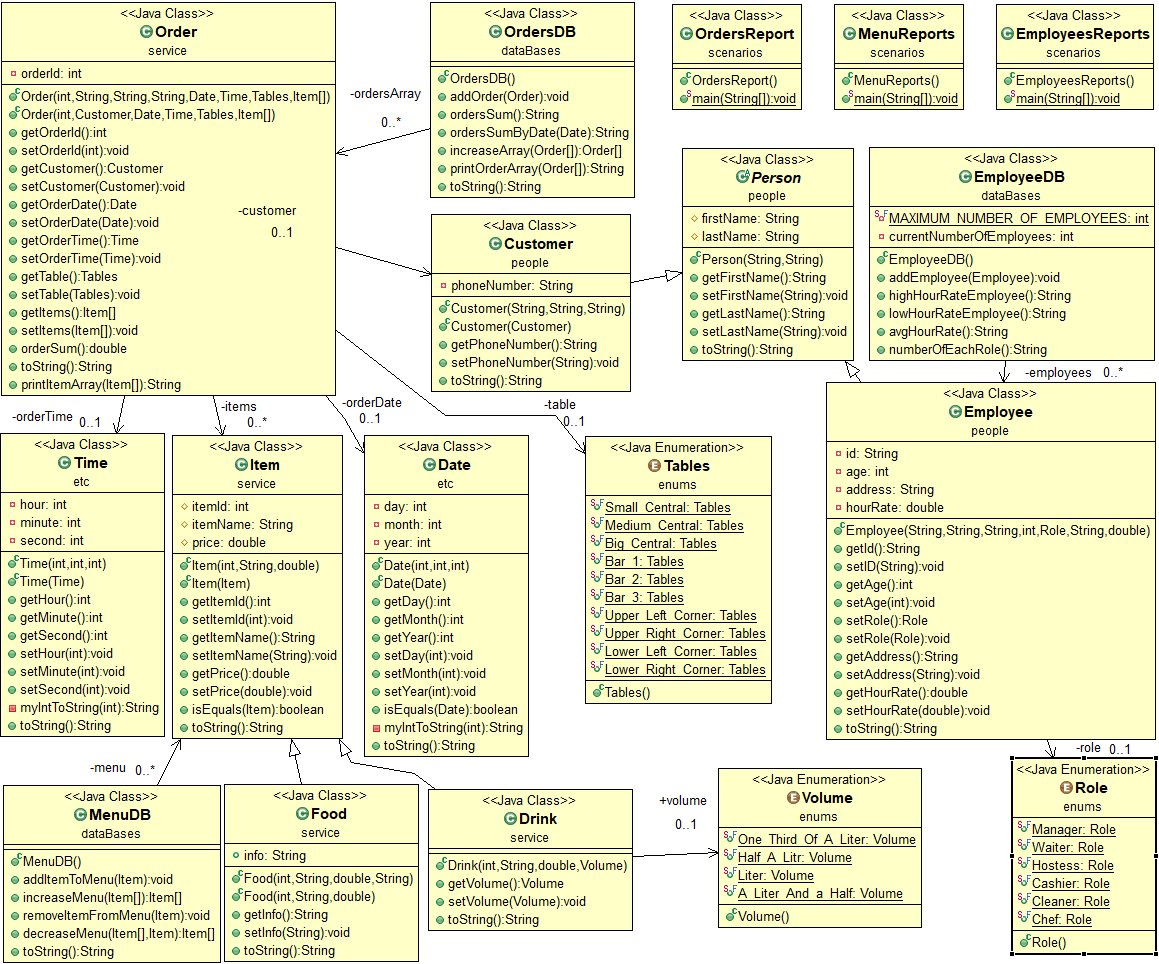 <<Java Class>>
Order
service
orderId: int
Order(int,String,String,String,Date,Time,Tables,Item[])
Order(int,Customer,Date,Time,Tables,Item[])
getOrderId():int
setOrderId(int):void
getCustomer():Customer
setCustomer(Customer):void
getOrderDate():Date
setOrderDate(Date):void
getOrderTime():Time
setOrderTime(Time):void
getTable():Tables
setTable(Tables):void
getItems():Item[]
setItems(Item[]):void
orderSum():double
toString():String
printItemArray(Item[]):String
-customer
0..1
-ordersArray
0..*
<<Java Class>>
OrdersDB
dataBases
OrdersDB()
addOrder(Order):void
ordersSum():String
ordersSumByDate(Date):String
increaseArray(Order[]):Order[]
printOrderArray(Order[]):String
toString():String
<<Java Class>>
OrdersReport
scenarios
OrdersReport()
main(String[]):void
<<Java Class>>
MenuReports
scenarios
MenuReports()
main(String[]):void
<<Java Class>>
EmployeesReports
scenarios
EmployeesReports()
main(String[]):void
<<Java Class>>
Customer
people
phoneNumber: String
Customer(String,String,String)
Customer(Customer)
getPhoneNumber():String
setPhoneNumber(String):void
toString():String
<<Java Class>>
Person
people
firstName: String
lastName: String
Person(String,String)
getFirstName():String
setFirstName(String):void
getLastName():String
setLastName(String):void
toString():String
<<Java Class>>
EmployeeDB
dataBases
MAXIMUM_NUMBER_OF_EMPLOYEES: int
currentNumberOfEmployees: int
EmployeeDB()
addEmployee(Employee):void
highHourRateEmployee():String
lowHourRateEmployee():String
avgHourRate():String
numberOfEachRole():String
-employees 0..*
-orderTime
0..1
-items
0..*
-orderDate
0..1
-table
0..1
<<Java Class>>
Time
etc
hour: int
minute: int
second: int
Time(int,int,int)
Time(Time)
getHour():int
getMinute():int
getSecond():int
setHour(int):void
setMinute(int):void
setSecond(int):void
myIntToString(int):String
toString():String
<<Java Class>>
Item
service
itemId: int
itemName: String
price: double
Item(int,String,double)
Item(Item)
getItemId():int
setItemId(int):void
getItemName():String
setItemName(String):void
getPrice():double
setPrice(double):void
isEquals(Item):boolean
toString():String
<<Java Class>>
Date
etc
day: int
month: int
year: int
Date(int,int,int)
Date(Date)
getDay():int
getMonth():int
getYear():int
setDay(int):void
setMonth(int):void
setYear(int):void
isEquals(Date):boolean
myIntToString(int):String
toString():String
<<Java Enumeration>>
Tables
enums
Small_Central: Tables
Medium_Central: Tables
Big_Central: Tables
Bar_1: Tables
Bar_2: Tables
Bar_3: Tables
Upper_Left_Corner: Tables
Upper_Right_Corner: Tables
Lower_Left_Corner: Tables
Lower_Right_Corner: Tables
Tables()
<<Java Class>>
Employee
people
id: String
age: int
address: String
hourRate: double
Employee(String,String,String,int,Role,String,double)
getId():String
setID(String):void
getAge():int
setAge(int):void
setRole():Role
setRole(Role):void
getAddress():String
setAddress(String):void
getHourRate():double
setHourRate(double):void
toString():String
-menu 0..*
<<Java Class>>
MenuDB
dataBases
MenuDB()
addItemToMenu(Item):void
increaseMenu(Item[]):Item[]
removeItemFromMenu(Item):void
decreaseMenu(Item[],Item):Item[]
toString():String
<<Java Class>>
Food
service
info: String
Food(int,String,double,String)
Food(int,String,double)
getInfo():String
setInfo(String):void
toString():String
<<Java Class>>
Drink
service
Drink(int,String,double,Volume)
getVolume():Volume
setVolume(Volume):void
toString():String
+volume
0..1
<<Java Enumeration>>
Volume
enums
One_Third_Of_A_Liter: Volume
Half_A_Litr: Volume
Liter: Volume
A_Liter_And_a_Half: Volume
Volume()
-role 0..1
<<Java Enumeration>>
Role
enums
Manager: Role
Waiter: Role
Hostess: Role
Cashier: Role
Cleaner: Role
Chef: Role
Role()